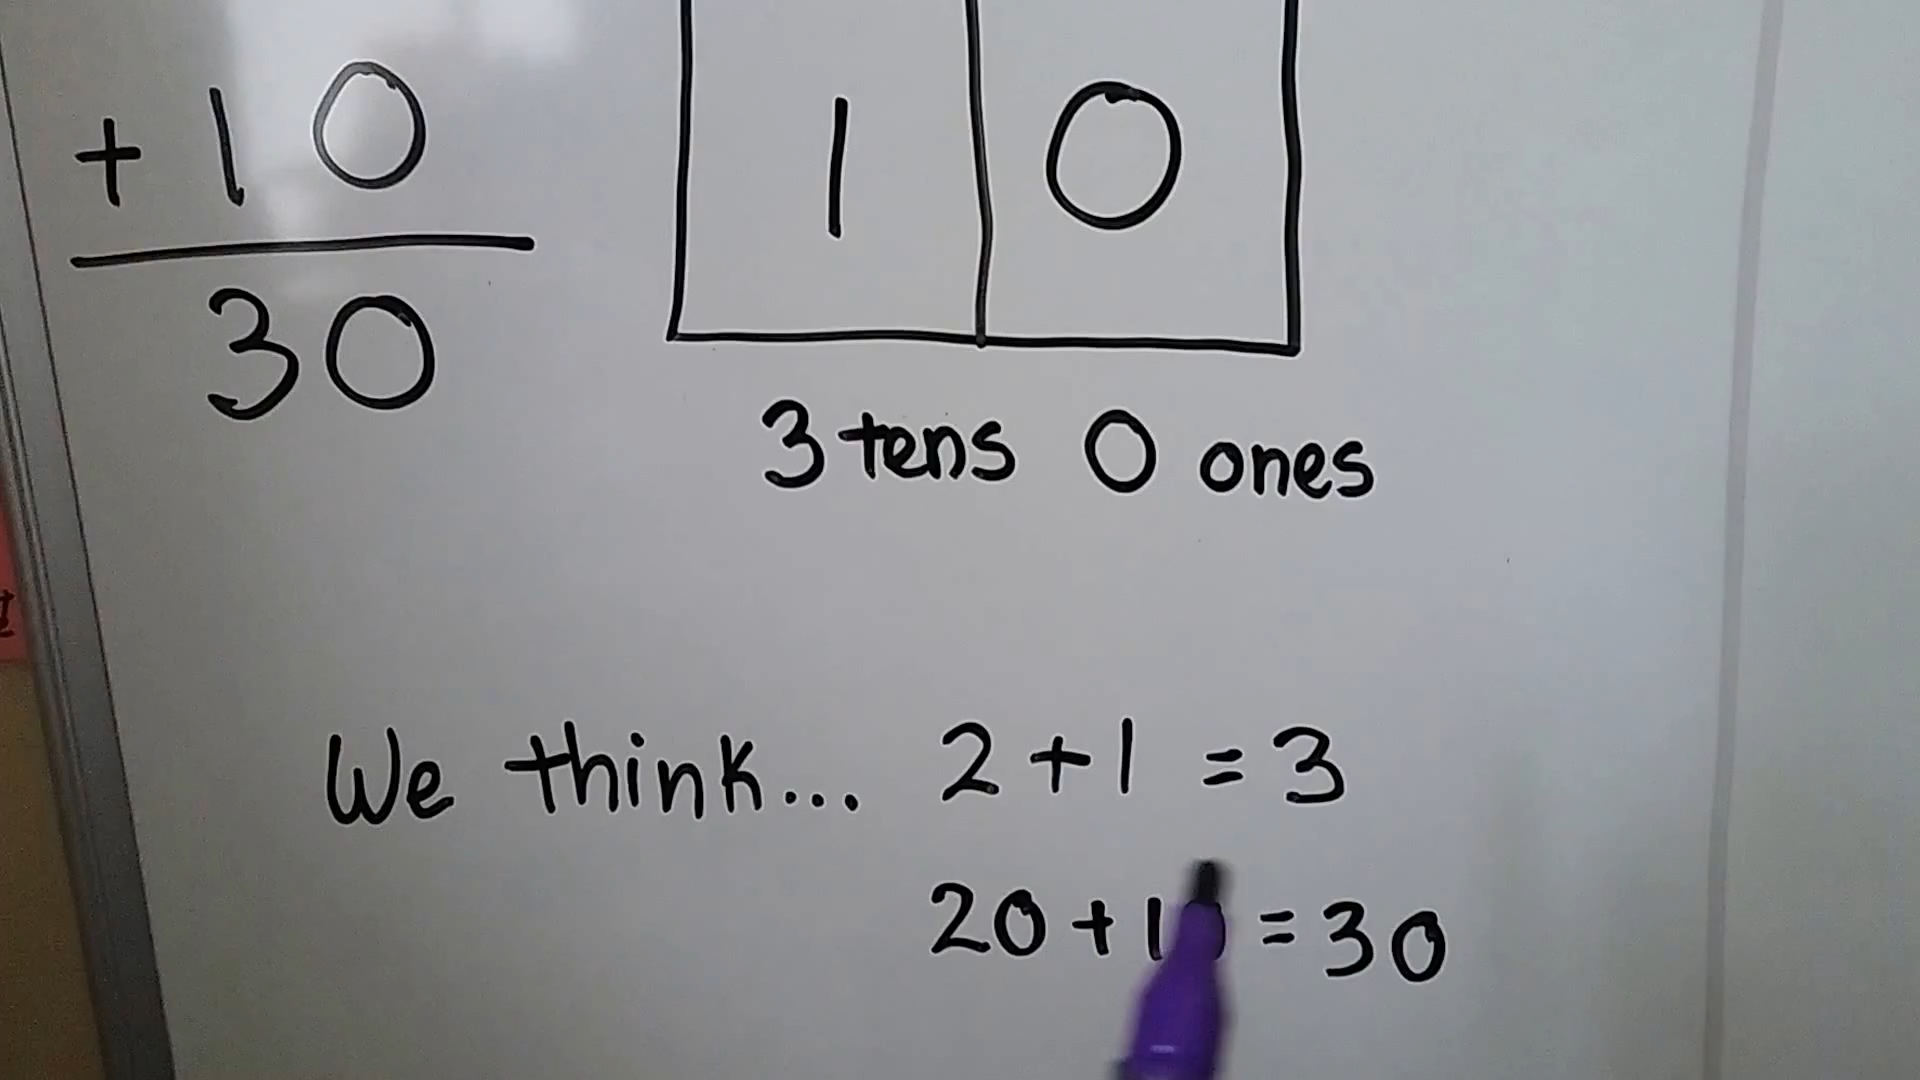 + 10
30
1 0
3 tens 0 ones
We think... 2 + 1 = 3
20 + 10 = 30